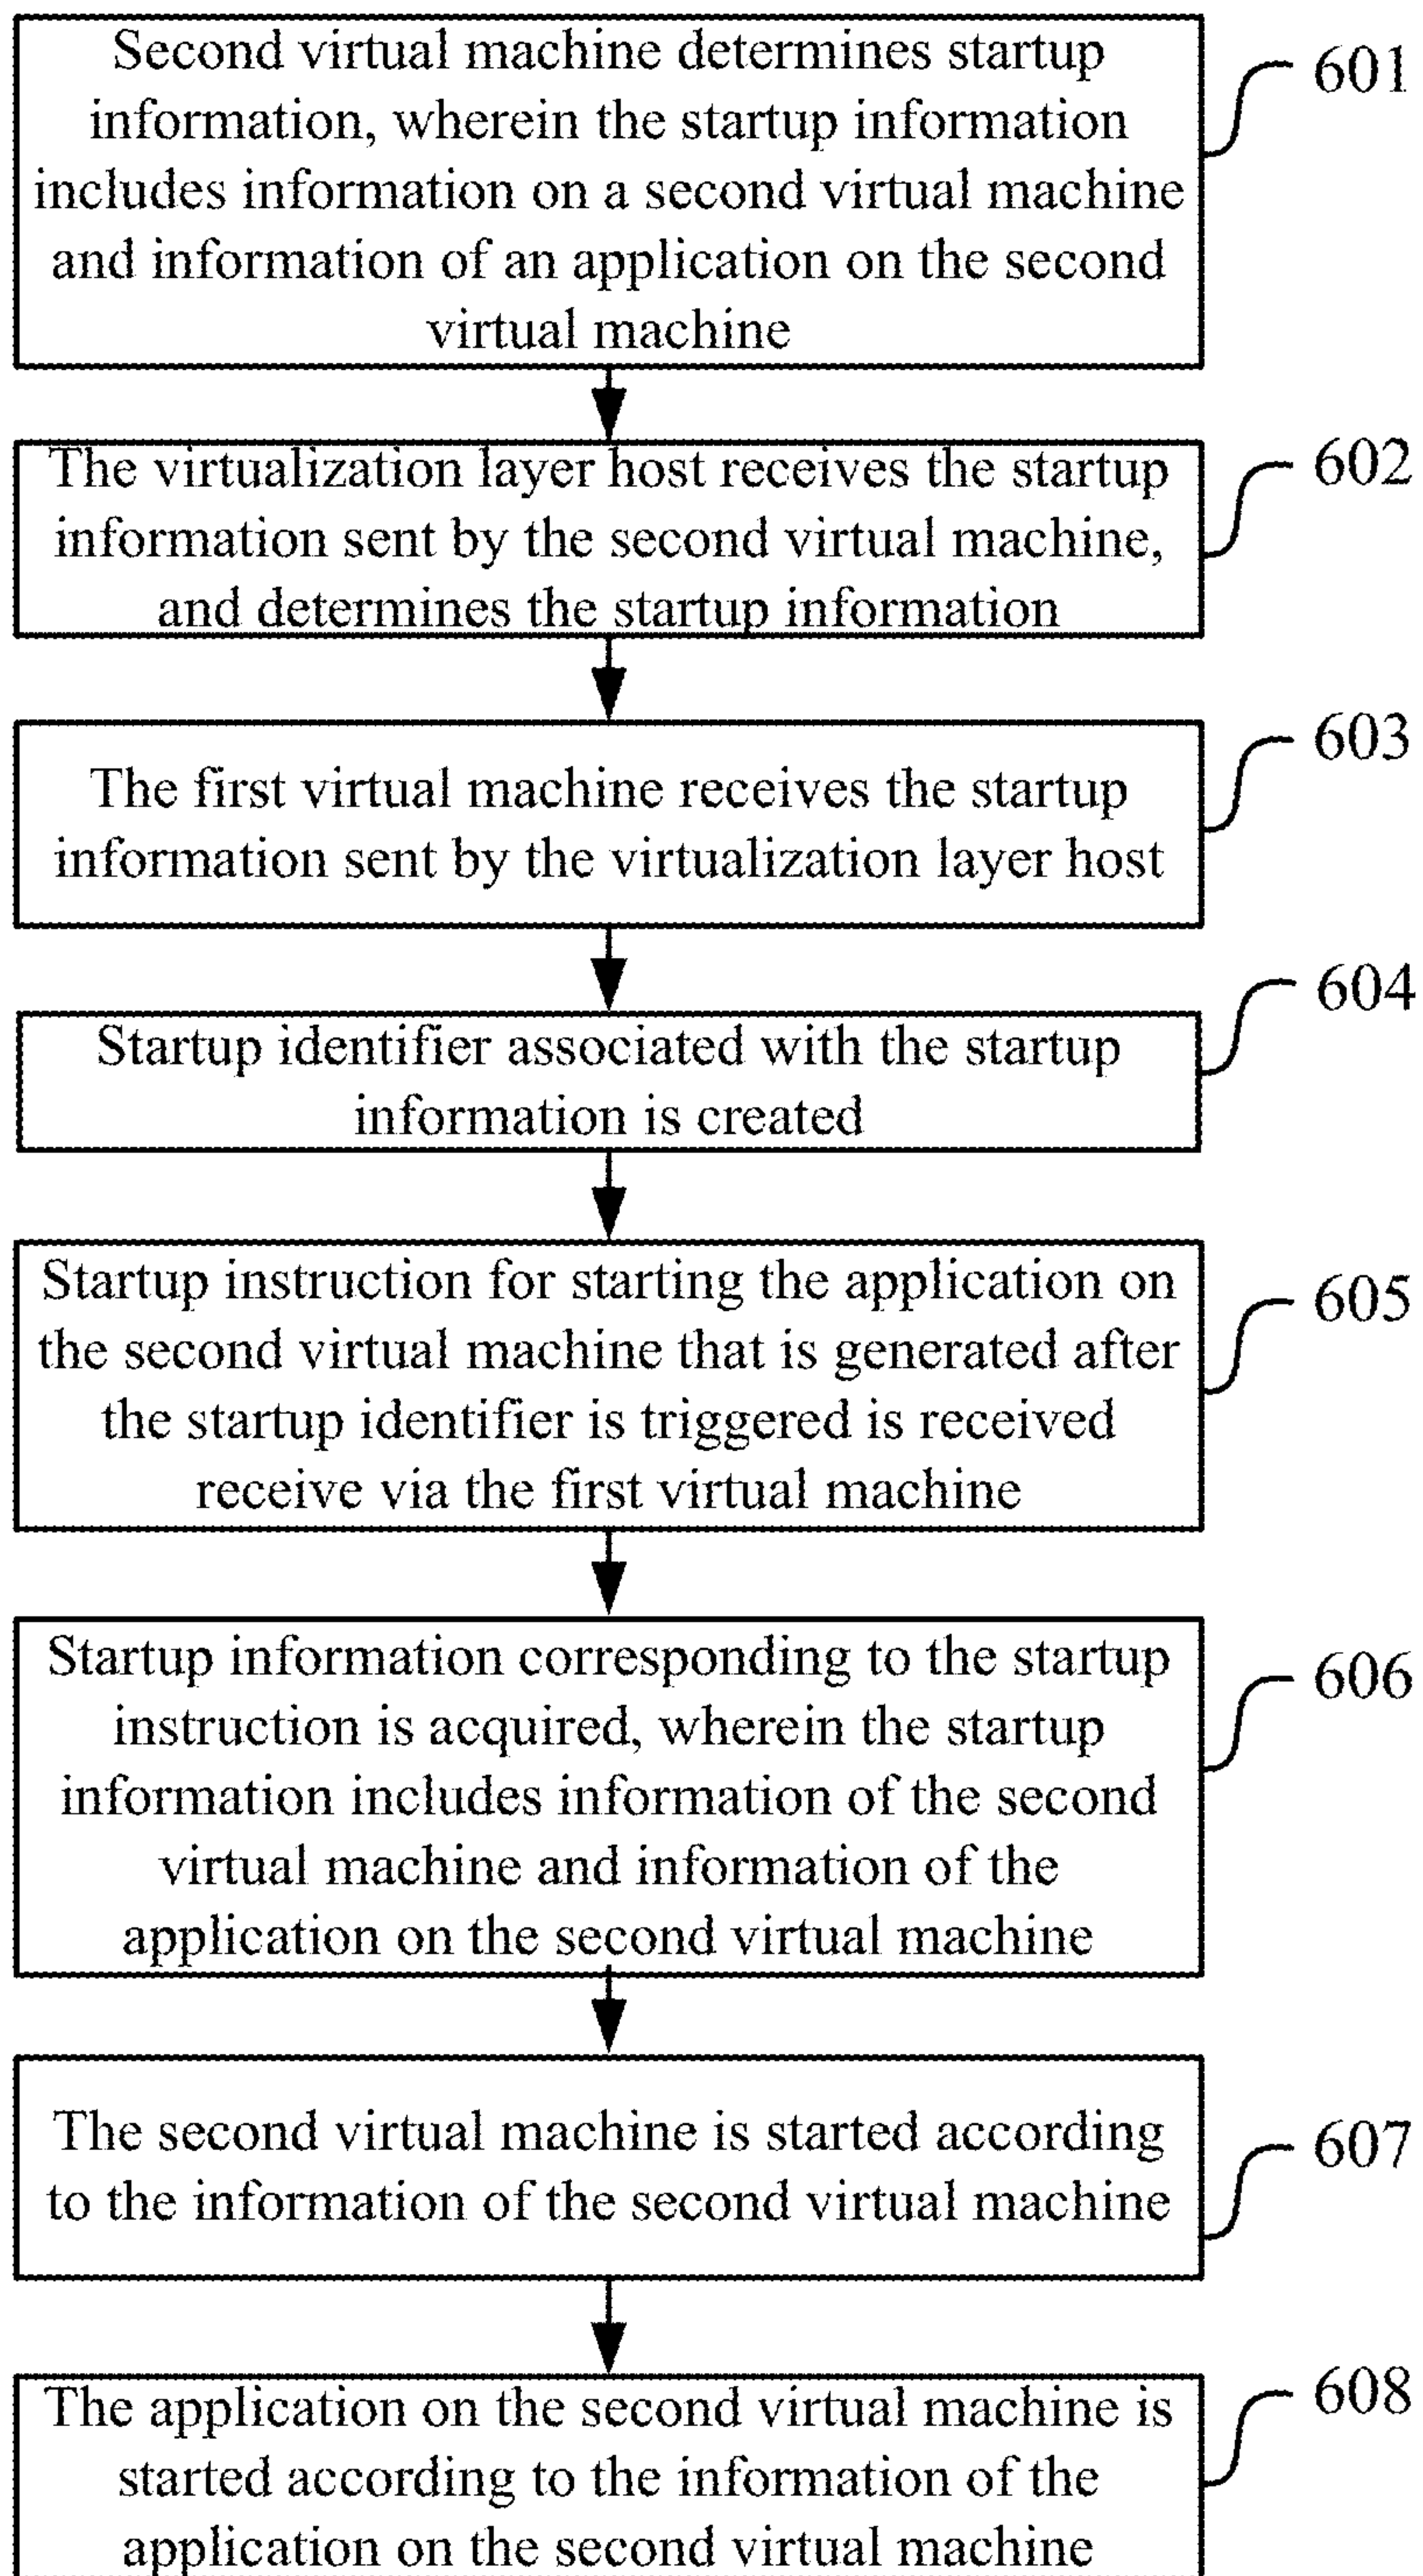 Second virtual machine determines startup
information, wherein the startup information
includes information on a second virtual machine
and information of an application on the second
virtual machine
601
The virtualization layer host receives the startup
information sent by the second virtual machine,
and determines the startup information
602
The first virtual machine receives the startup
information sent by the virtualization layer host
603
Startup identifier associated with the startup
information is created
604
Startup instruction for starting the application on
the second virtual machine that is generated after
the startup identifier is triggered is received
receive via the first virtual machine
605
Startup information corresponding to the startup
instruction is acquired, wherein the startup
information includes information of the second
virtual machine and information of the
application on the second virtual machine
606
The second virtual machine is started according
to the information of the second virtual machine
607
The application on the second virtual machine is
started according to the information of the
application on the second virtual machine
608